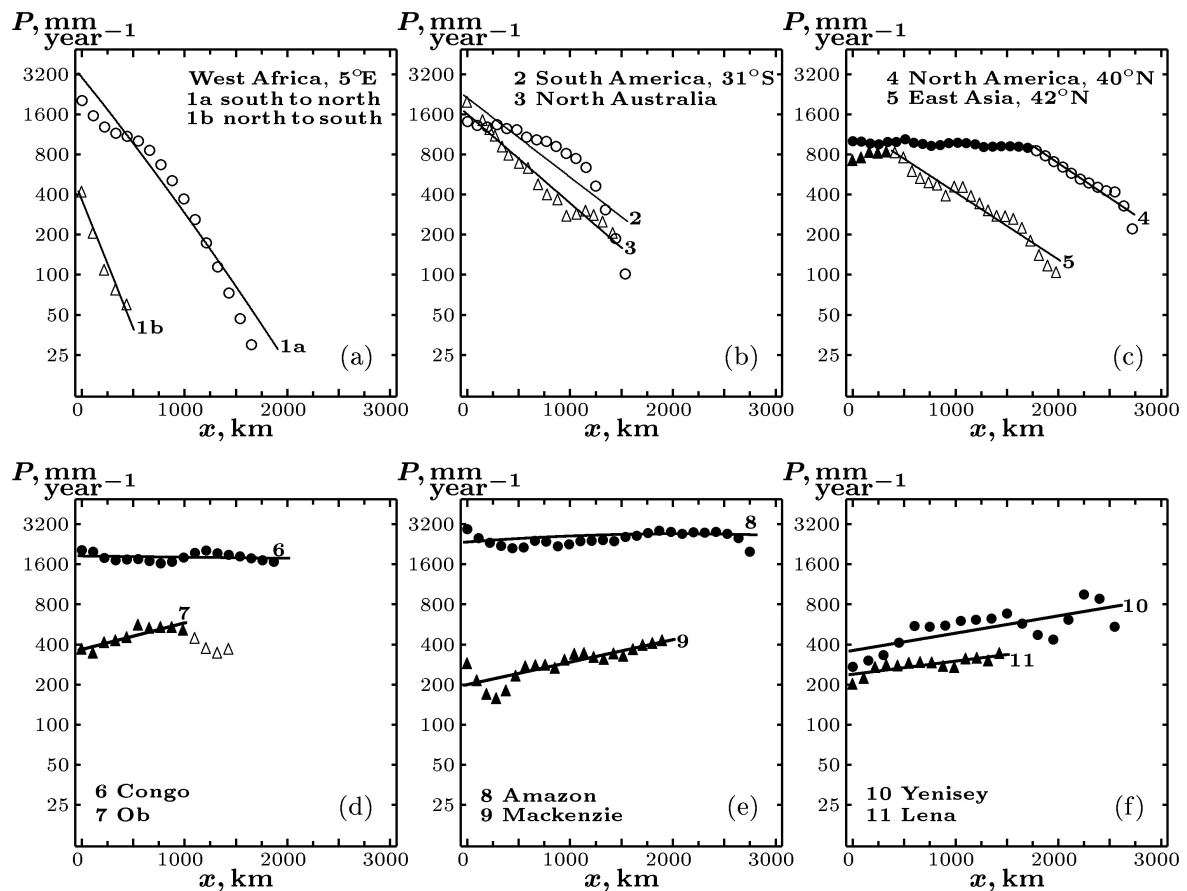 P, mm year−1
3200
1600
800
400
200
100
50
25
West Africa, 5°E
1a south to north
1b north to south
1b
1a
(a)
0 1000 2000 3000
x, km
P, mm year−1
3200
1600
800
400
200
100
50
25
2 South America, 31°S
3 North Australia
2
3
(b)
0 1000 2000 3000
x, km
P, mm year−1
3200
1600
800
400
200
100
50
25
4 North America, 40°N
5 East Asia, 42°N
4
5
(c)
0 1000 2000 3000
x, km
P, mm year−1
3200
1600
800
400
200
100
50
25
6
7
6 Congo
7 Ob
(d)
0 1000 2000 3000
x, km
P, mm year−1
3200
1600
800
400
200
100
50
25
8
9
8 Amazon
9 Mackenzie
(e)
0 1000 2000 3000
x, km
P, mm year−1
3200
1600
800
400
200
100
50
25
10
11
10 Yenisey
11 Lena
(f)
0 1000 2000 3000
x, km